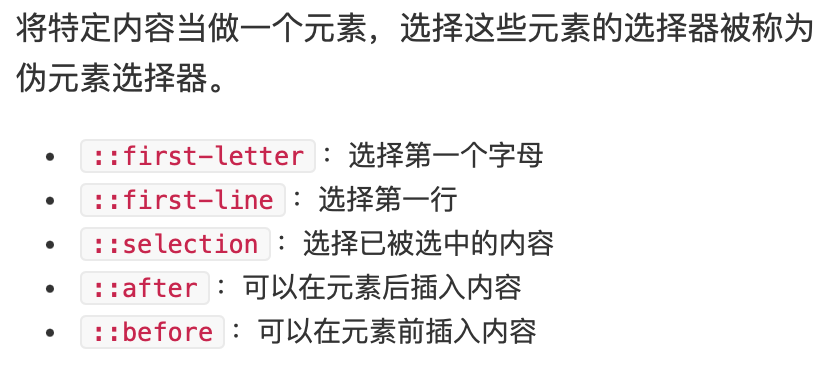 将特定内容当做一个元素，选择这些元素的选择器被称为
伪元素选择器。
• ::first-letter：选择第一个字母
• ::first-line：选择第一行
• ::selection：选择已被选中的内容
• ::after：可以在元素后插入内容
• ::before：可以在元素前插入内容